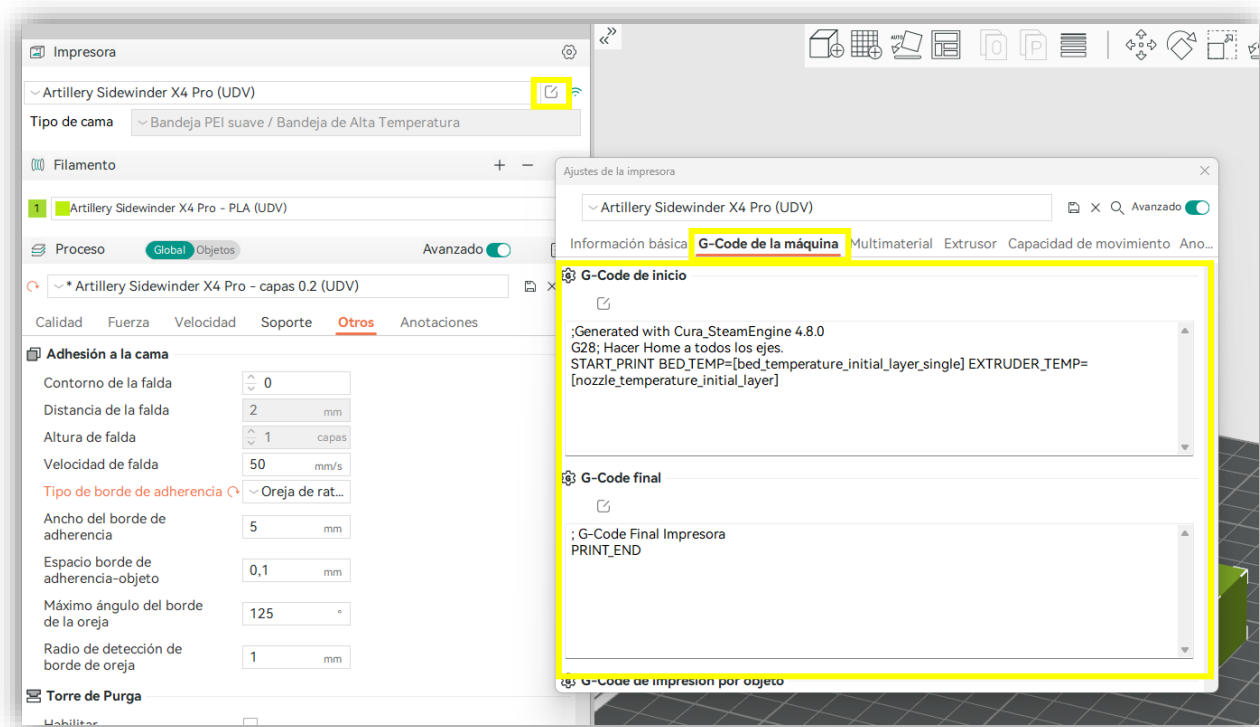 Impresora
Artillery Sidewinder X4 Pro (UDV)
Tipo de cama
Bandeja PEI suave / Bandeja de Alta Temperatura
Filamento
1
Artillery Sidewinder X4 Pro - PLA (UDV)
Proceso
Global Objetos
Avanzado
* Artillery Sidewinder X4 Pro - capas 0.2 (UDV)
Calidad Fuerza Velocidad Soporte Otros Anotaciones
Adhesión a la cama
Contorno de la falda 0
Distancia de la falda 2 mm
Altura de falda 1 capas
Velocidad de falda 50 mm/s
Tipo de borde de adherencia Oreja de rat...
Ancho del borde de
adherencia
5 mm
Espacio borde de
adherencia-objeto
0,1 mm
Máximo ángulo del borde
de la oreja
125 °
Radio de detección de
borde de oreja
1 mm
Torre de Purga
Habilitar
AUTO
O
P
Ajustes de la impresora
Artillery Sidewinder X4 Pro (UDV)
Avanzado
Información básica G-Code de la máquina Multimaterial Extrusor Capacidad de movimiento Ano...
G-Code de inicio
;Generated with Cura_SteamEngine 4.8.0
G28; Hacer Home a todos los ejes.
START_PRINT BED_TEMP=[bed_temperature_initial_layer_single] EXTRUDER_TEMP=
[nozzle_temperature_initial_layer]
G-Code final
; G-Code Final Impresora
PRINT_END
G-Code de impresión por objeto